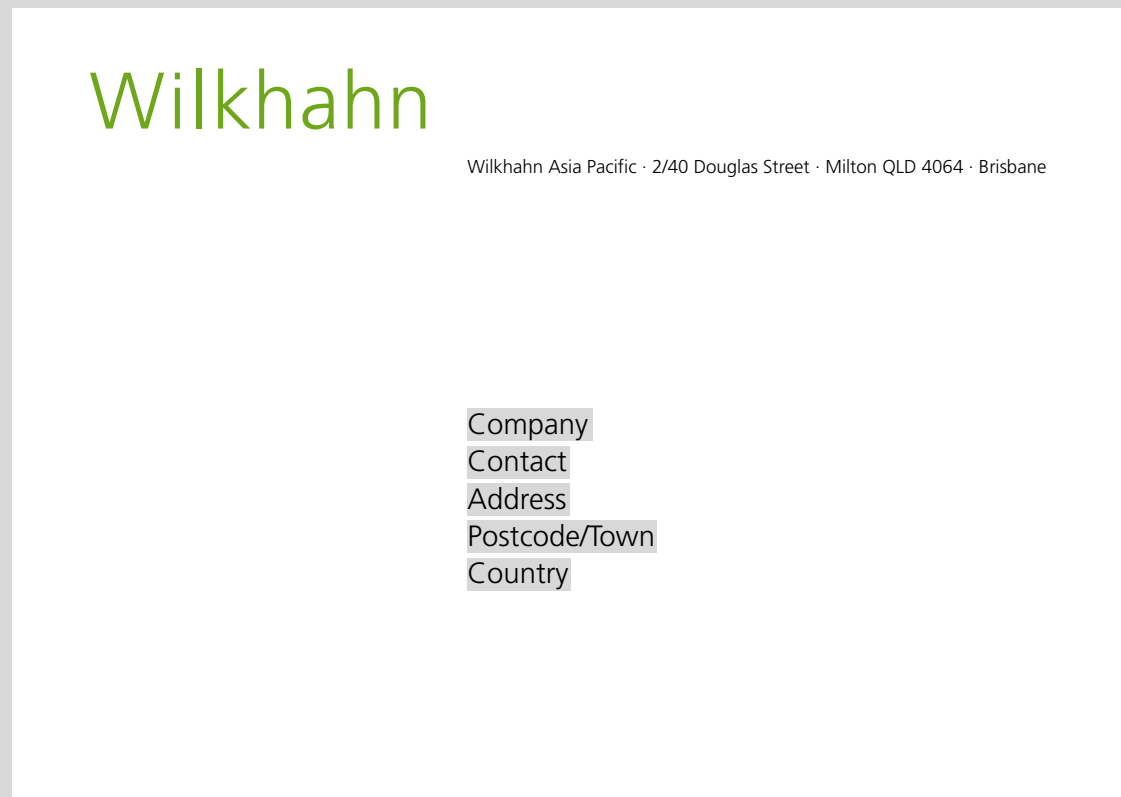 Wilkhahn
Wilkhahn Asia Pacific · 2/40 Douglas Street · Milton QLD 4064 · Brisbane
Company
Contact
Address
Postcode/Town
Country